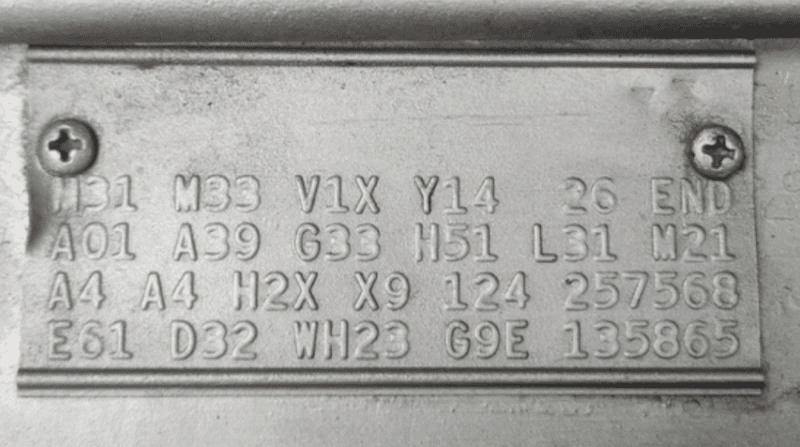 M31 M33 V1X Y14 26 END
A01 A39 G33 H51 L31 M21
A4 A4 H2X X9 124 257568
E61 D32 WH23 G9E 135865